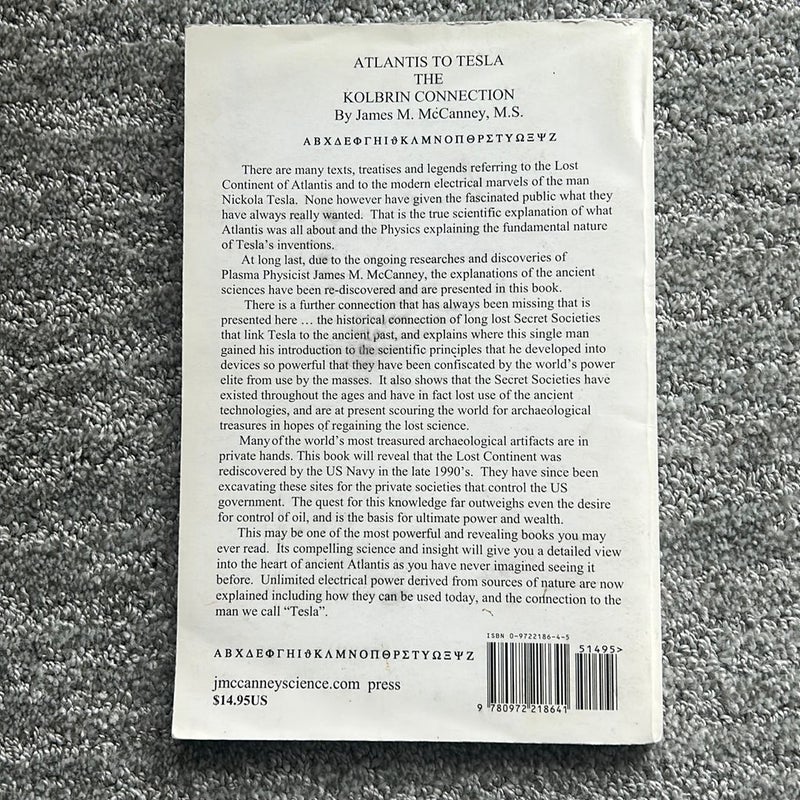 ATLANTIS TO TESLA
THE
KOLBRIN CONNECTION
By James M. McCanney, M.S.
ΑΒΧΔΕΦΓΗΙϑΚΛΜΝΟΠΘΡΣΤΥΩΞΨΖ
There are many texts, treatises and legends referring to the Lost
Continent of Atlantis and to the modern electrical marvels of the man
Nickola Tesla. None however have given the fascinated public what they
have always really wanted. That is the true scientific explanation of what
Atlantis was all about and the Physics explaining the fundamental nature
of Tesla's inventions.
At long last, due to the ongoing researches and discoveries of
Plasma Physicist James M. McCanney, the explanations of the ancient
sciences have been re-discovered and are presented in this book.
There is a further connection that has always been missing that is
presented here ... the historical connection of long lost Secret Societies
that link Tesla to the ancient past, and explains where this single man
gained his introduction to the scientific principles that he developed into
devices so powerful that they have been confiscated by the world's power
elite from use by the masses. It also shows that the Secret Societies have
existed throughout the ages and have in fact lost use of the ancient
technologies, and are at present scouring the world for archaeological
treasures in hopes of regaining the lost science.
Many of the world's most treasured archaeological artifacts are in
private hands. This book will reveal that the Lost Continent was
rediscovered by the US Navy in the late 1990's. They have since been
excavating these sites for the private societies that control the US
government. The quest for this knowledge far outweighs even the desire
for control of oil, and is the basis for ultimate power and wealth.
This may be one of the most powerful and revealing books you may
ever read. Its compelling science and insight will give you a detailed view
into the heart of ancient Atlantis as you have never imagined seeing it
before. Unlimited electrical power derived from sources of nature are now
explained including how they can be used today, and the connection to the
man we call "Tesla".
ΑΒΧΔΕΦΓΗΙϑΚΛΜΝΟΠΘΡΣΤΥΩΞΨΖ
jmccanneyscience.com press
$14.95US
ISBN 0-9722186-4-5
51495>
9 780972 218641